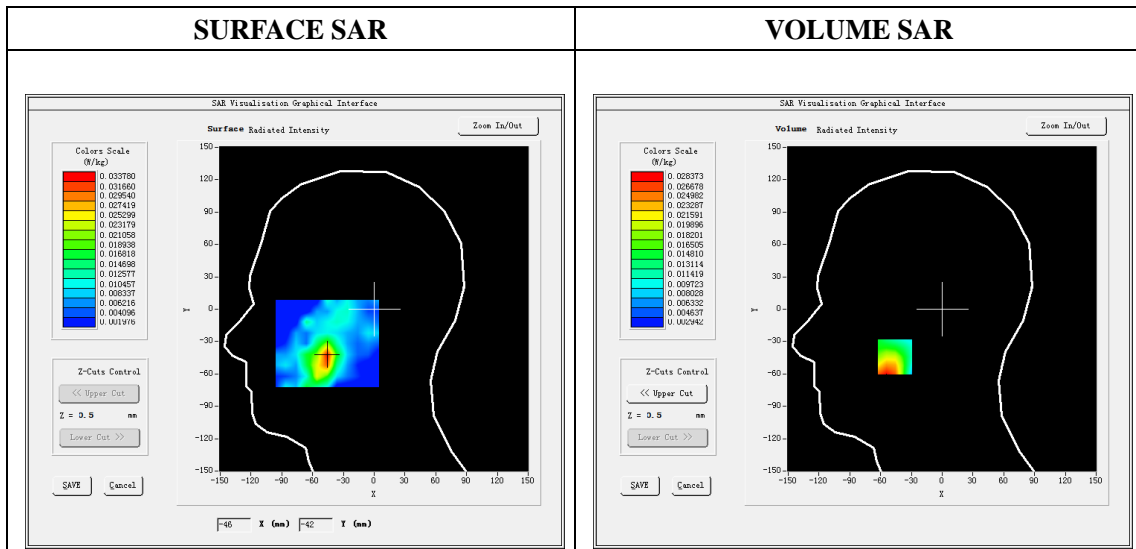 SURFACE SAR
SAR Visualisation Graphical Interface
Surface Radiated Intensity
Zoom In/Out
Colors Scale
(W/kg)
0.033780
0.031660
0.029540
0.027419
0.025299
0.023179
0.021058
0.018938
0.016818
0.014698
0.012577
0.010457
0.008337
0.006216
0.004096
0.001976
Z-Cuts Control
<< Upper Cut
Z = 0.5 mm
Lower Cut >>
SAVE
Cancel
150
120
90
60
30
0
-30
-60
-90
-120
-150
Y
-150 -120 -90 -60 -30 0 30 60 90 120 150
X
-46 X (mm) -42 Y (mm)
VOLUME SAR
SAR Visualisation Graphical Interface
Volume Radiated Intensity
Zoom In/Out
Colors Scale
(W/kg)
0.028373
0.026678
0.024982
0.023287
0.021591
0.019896
0.018201
0.016505
0.014810
0.013114
0.011419
0.009723
0.008028
0.006332
0.004637
0.002942
Z-Cuts Control
<< Upper Cut
Z = 0.5 mm
Lower Cut >>
SAVE
Cancel
150
120
90
60
30
0
-30
-60
-90
-120
-150
Y
-150 -120 -90 -60 -30 0 30 60 90 120 150
X